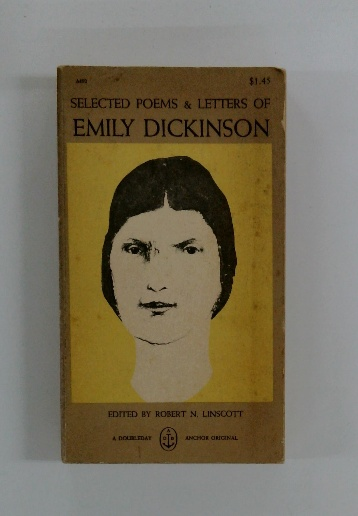 $1.45
SELECTED POEMS & LETTERS OF
EMILY DICKINSON
EDITED BY ROBERT N. LINSCOTT
A DOUBLEDAY ANCHOR ORIGINAL